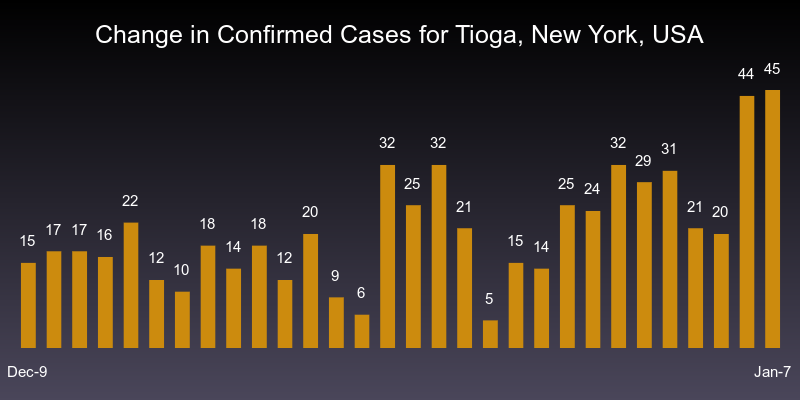 Change in Confirmed Cases for Tioga, New York, USA
15 17 17 16 22 12 10 18 14 18 12 20 9 6 32 25 32 21 5 15 14 25 24 32 29 31 21 20 44 45
Dec-9 Jan-7